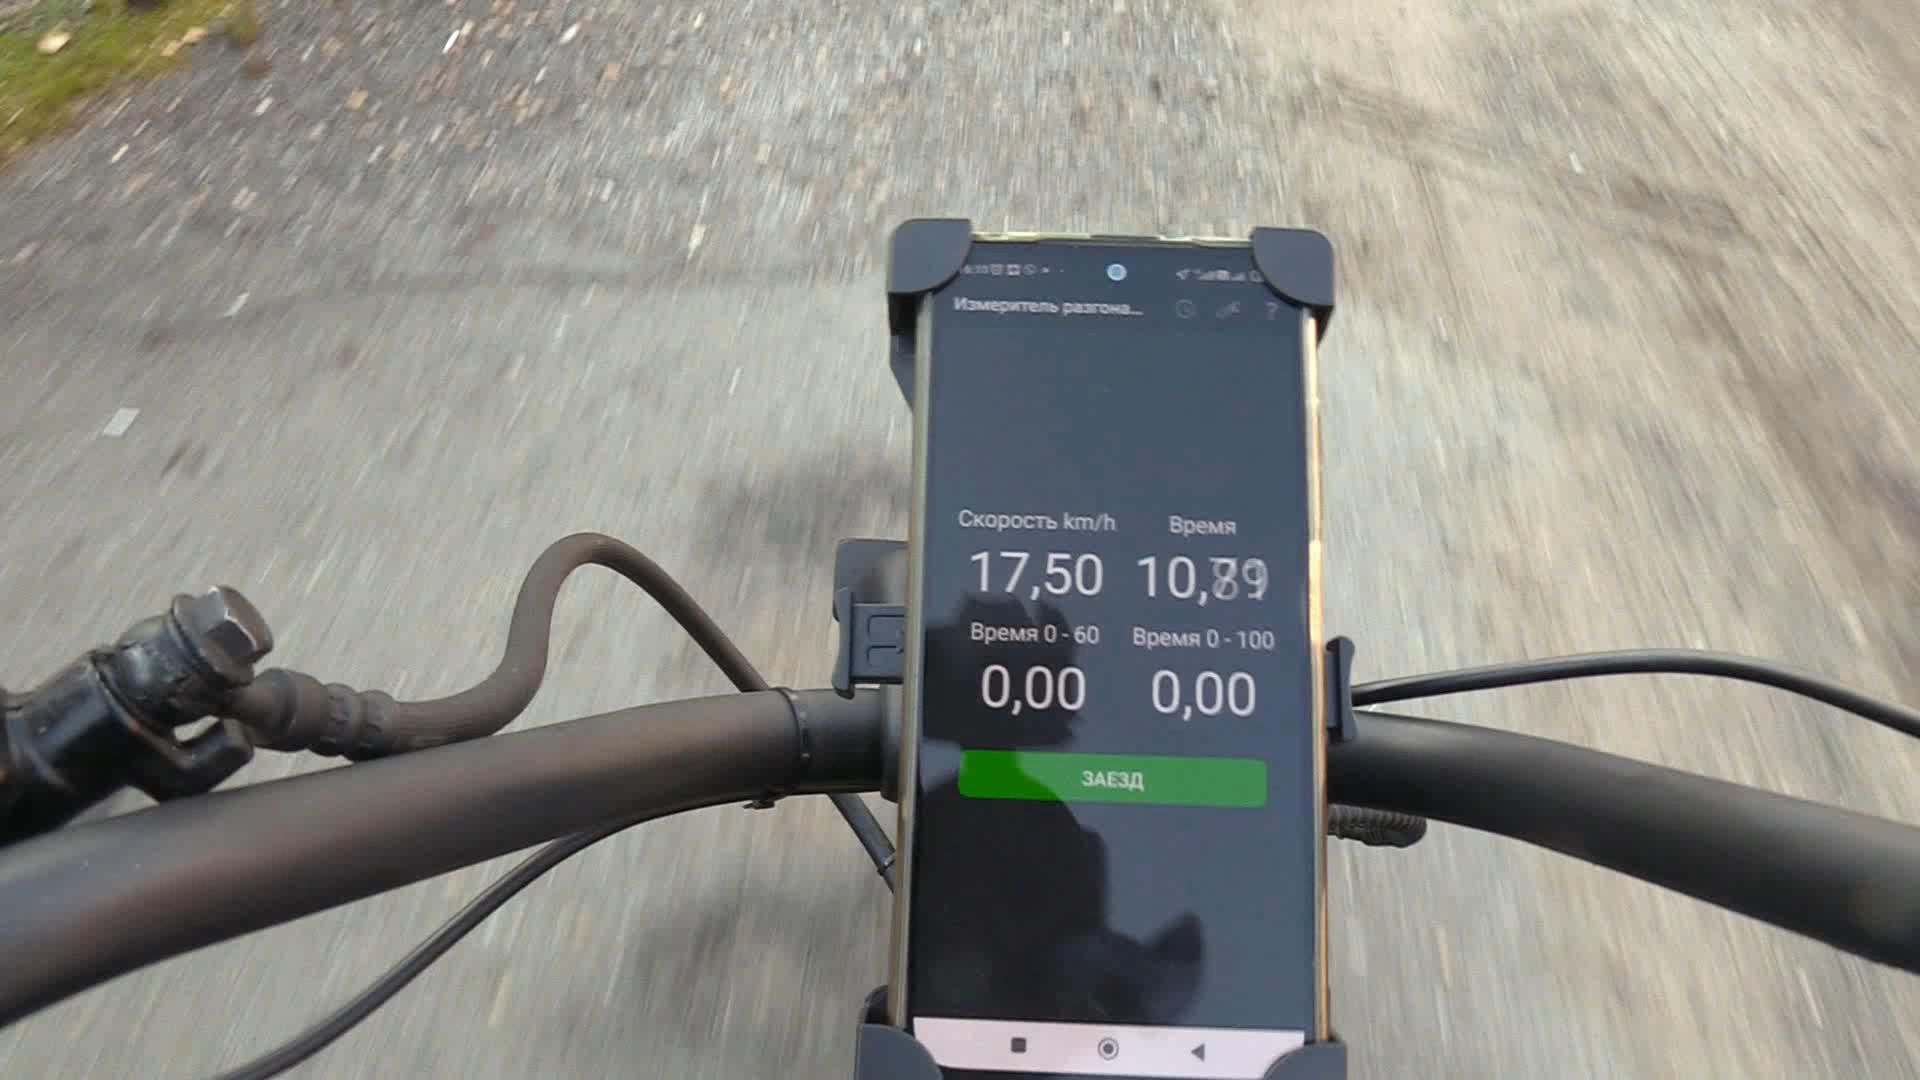 Измеритель разгона... ?
Скорость km/h Время
17,50
Время 0 - 60 Время 0 - 100
0,00 0,00
ЗАЕЗД